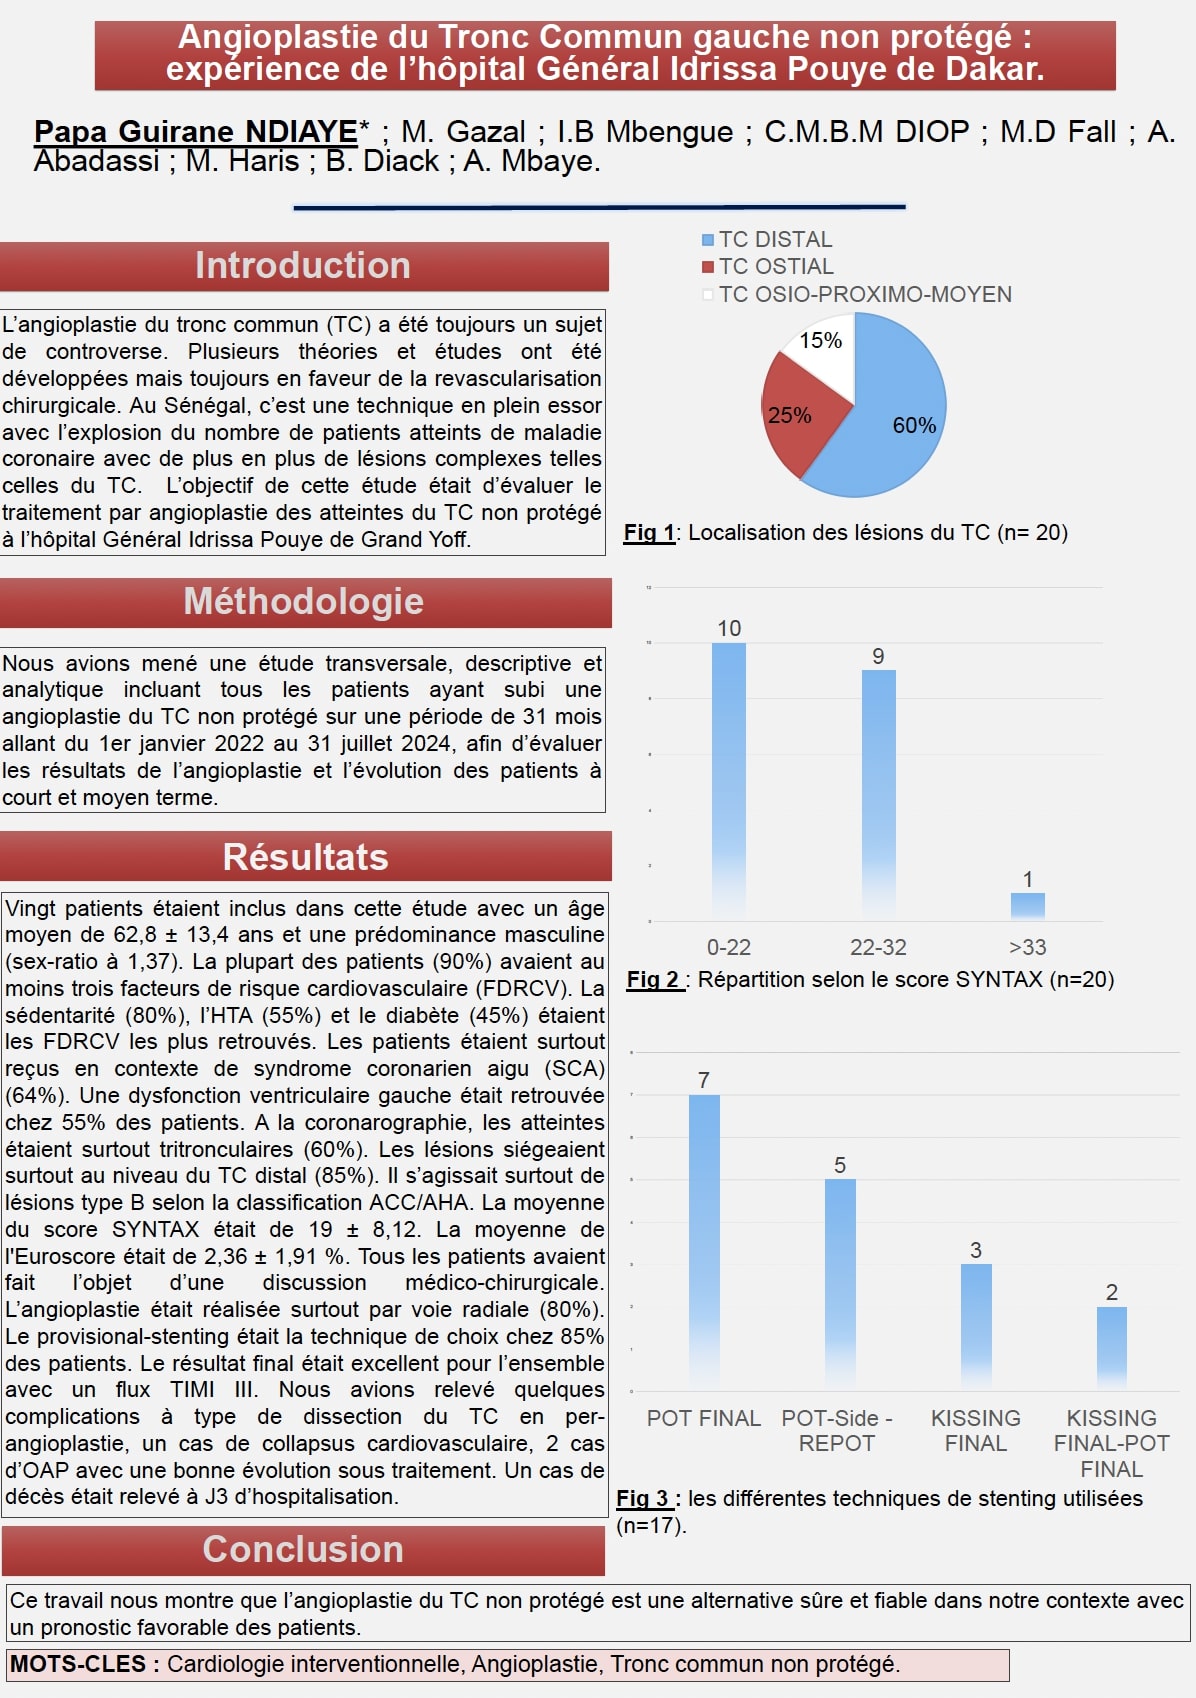 Angioplastie du Tronc Commun gauche non protégé :
expérience de l’hôpital Général Idrissa Pouye de Dakar.
Papa Guirane NDIAYE* ; M. Gazal ; I.B Mbengue ; C.M.B.M DIOP ; M.D Fall ; A.
Abadassi ; M. Haris ; B. Diack ; A. Mbaye.
Introduction
L’angioplastie du tronc commun (TC) a été toujours un sujet
de controverse. Plusieurs théories et études ont été
développées mais toujours en faveur de la revascularisation
chirurgicale. Au Sénégal, c’est une technique en plein essor
avec l’explosion du nombre de patients atteints de maladie
coronaire avec de plus en plus de lésions complexes telles
celles du TC. L’objectif de cette étude était d’évaluer le
traitement par angioplastie des atteintes du TC non protégé
à l’hôpital Général Idrissa Pouye de Grand Yoff.
Méthodologie
Nous avions mené une étude transversale, descriptive et
analytique incluant tous les patients ayant subi une
angioplastie du TC non protégé sur une période de 31 mois
allant du 1er janvier 2022 au 31 juillet 2024, afin d’évaluer
les résultats de l’angioplastie et l’évolution des patients à
court et moyen terme.
Résultats
Vingt patients étaient inclus dans cette étude avec un âge
moyen de 62,8 ± 13,4 ans et une prédominance masculine
(sex-ratio à 1,37). La plupart des patients (90%) avaient au
moins trois facteurs de risque cardiovasculaire (FDRCV). La
sédentarité (80%), l’HTA (55%) et le diabète (45%) étaient
les FDRCV les plus retrouvés. Les patients étaient surtout
reçus en contexte de syndrome coronarien aigu (SCA)
(64%). Une dysfonction ventriculaire gauche était retrouvée
chez 55% des patients. A la coronarographie, les atteintes
étaient surtout tritronculaires (60%). Les lésions siégeaient
surtout au niveau du TC distal (85%). Il s’agissait surtout de
lésions type B selon la classification ACC/AHA. La moyenne
du score SYNTAX était de 19 ± 8,12. La moyenne de
l'Euroscore était de 2,36 ± 1,91 %. Tous les patients avaient
fait l’objet d’une discussion médico-chirurgicale.
L’angioplastie était réalisée surtout par voie radiale (80%).
Le provisional-stenting était la technique de choix chez 85%
des patients. Le résultat final était excellent pour l’ensemble
avec un flux TIMI III. Nous avions relevé quelques
complications à type de dissection du TC en per-
angioplastie, un cas de collapsus cardiovasculaire, 2 cas
d’OAP avec une bonne évolution sous traitement. Un cas de
décès était relevé à J3 d’hospitalisation.
TC DISTAL
TC OSTIAL
TC OSIO-PROXIMO-MOYEN
15%
25%
60%
Fig 1: Localisation des lésions du TC (n= 20)
12
10
8
6
4
2
0
10
9
1
0-22
22-32
>33
Fig 2 : Répartition selon le score SYNTAX (n=20)
8
7
6
5
4
3
2
1
0
7
5
3
2
POT FINAL
POT-Side -
REPOT
KISSING
FINAL
KISSING
FINAL-POT
FINAL
Fig 3 : les différentes techniques de stenting utilisées
(n=17).
Conclusion
Ce travail nous montre que l’angioplastie du TC non protégé est une alternative sûre et fiable dans notre contexte avec
un pronostic favorable des patients.
MOTS-CLES : Cardiologie interventionnelle, Angioplastie, Tronc commun non protégé.